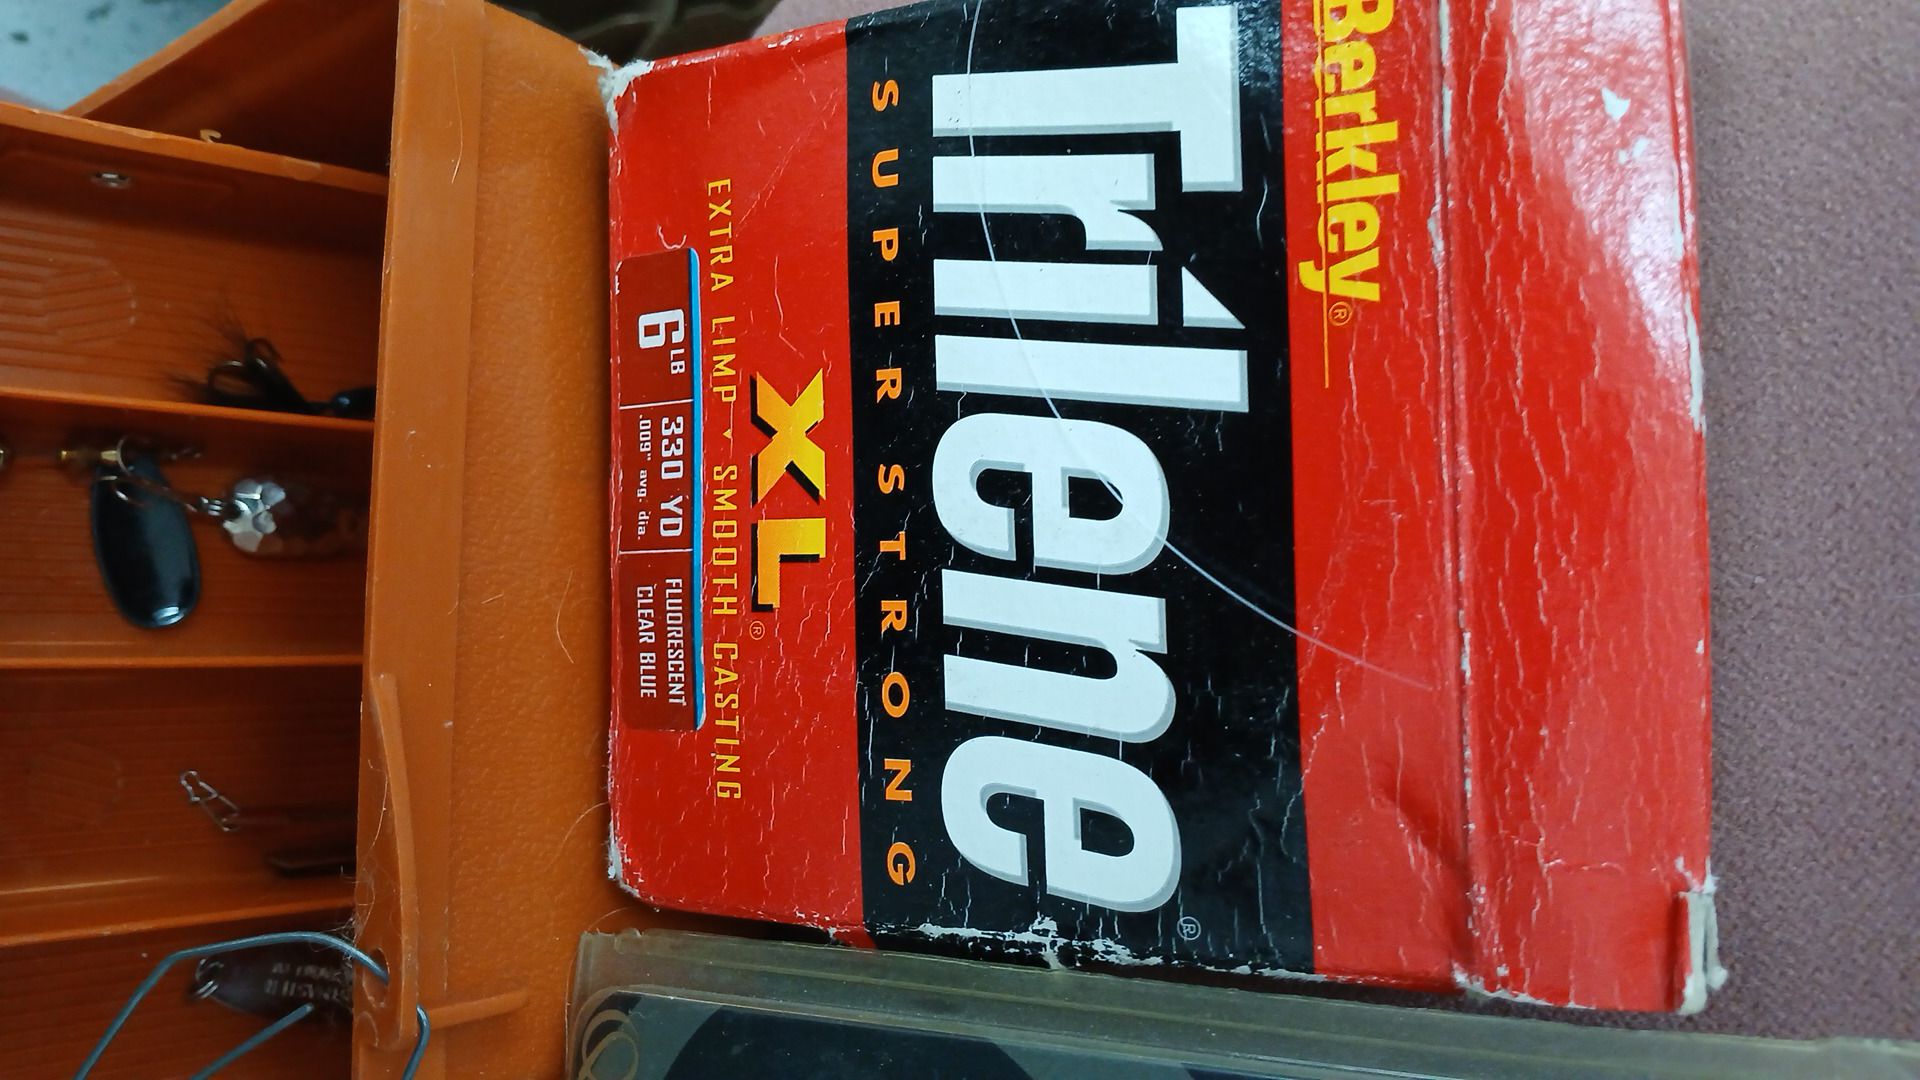 Berkley®
Trilene®
SUPER STRONG
XL®
EXTRA LIMP ▾ SMOOTH CASTING
6 LB
330 YD
.009" avg. dia.
FLUORESCENT
CLEAR BLUE